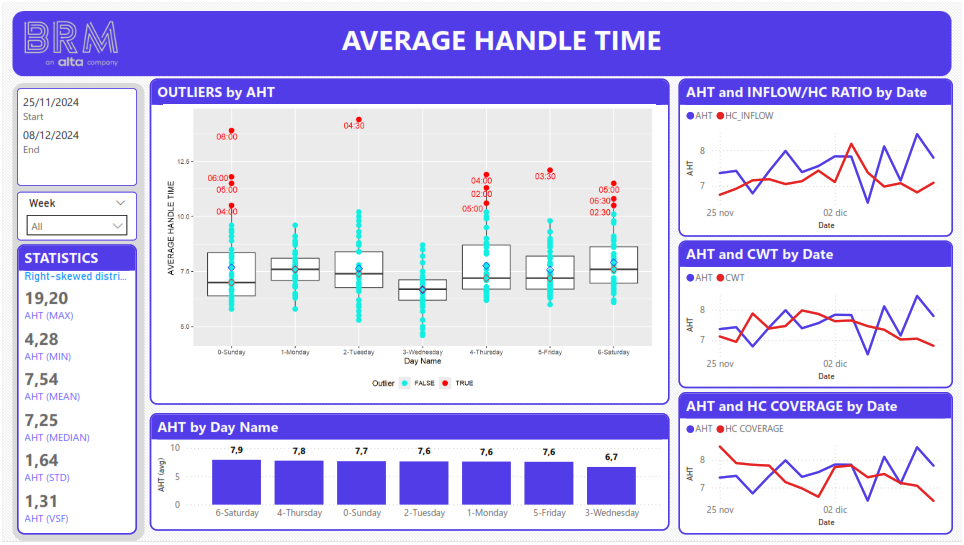 BRM
an alta company
AVERAGE HANDLE TIME
25/11/2024
Start
08/12/2024
End
Week
All
STATISTICS
Right-skewed distri...
19,20
AHT (MAX)
4,28
AHT (MIN)
7,54
AHT (MEAN)
7,25
AHT (MEDIAN)
1,64
AHT (STD)
1,31
AHT (VSF)
OUTLIERS by AHT
AVERAGE HANDLE TIME
12.5
10.0
7.5
5.0
08:00
06:00
05:00
04:00
04:30
04:00
02:00
05:00
03:30
05:00
06:30
02:30
0-Sunday 1-Monday 2-Tuesday 3-Wednesday 4-Thursday 5-Friday 6-Saturday
Day Name
Outlier FALSE TRUE
AHT by Day Name
AHT (avg)
10
5
0
7,9 7,8 7,7 7,6 7,6 7,6 6,7
6-Saturday 4-Thursday 0-Sunday 2-Tuesday 1-Monday 5-Friday 3-Wednesday
AHT and INFLOW/HC RATIO by Date
AHT HC_INFLOW
AHT
8
7
25 nov 02 dic
Date
AHT and CWT by Date
AHT CWT
AHT
8
7
25 nov 02 dic
Date
AHT and HC COVERAGE by Date
AHT HC COVERAGE
AHT
8
7
25 nov 02 dic
Date